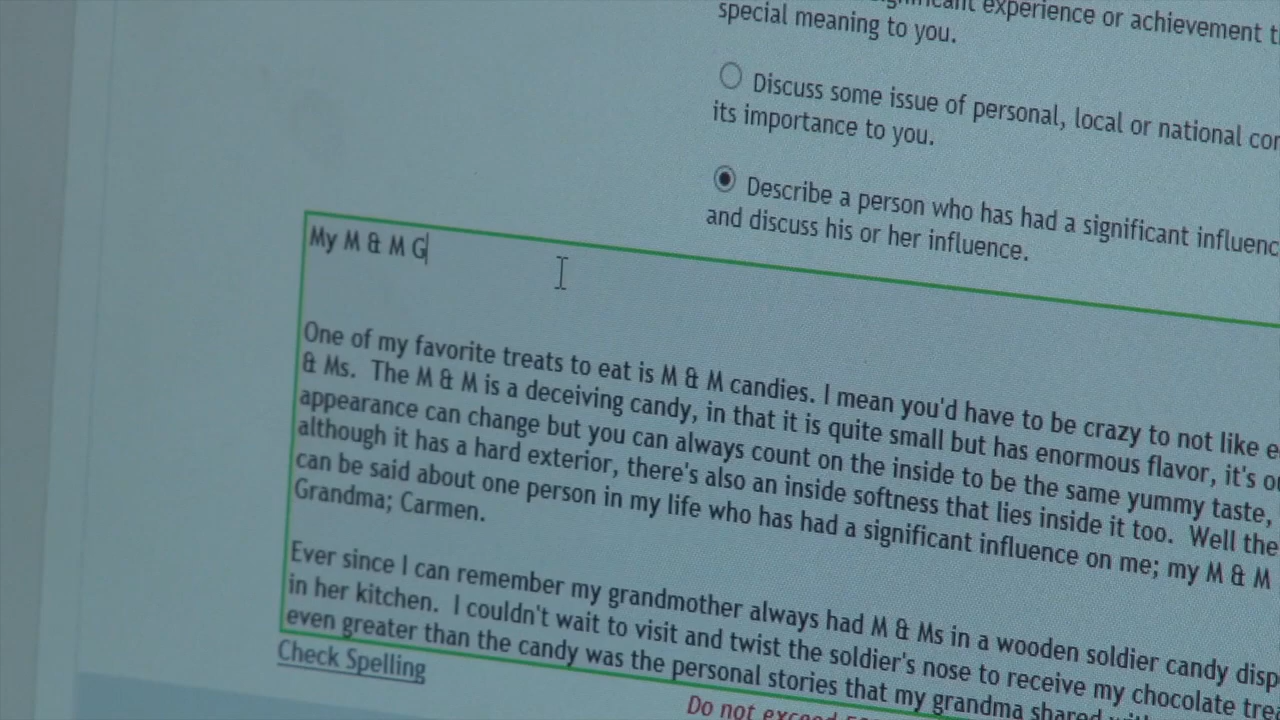 experience or achievement
special meaning to you.
Discuss some issue of personal, local or national
its importance to you.
Describe a person who has had a significant
and discuss his or her influence.
My M & M G
One of my favorite treats to eat is M & M candies. I mean you'd have to be crazy to not like
& Ms. The M & M is a deceiving candy, in that it is quite small but has enormous flavor, it's
appearance can change but you can always count on the inside to be the same yummy taste,
although it has a hard exterior, there's also an inside softness that lies inside it too. Well the
can be said about one person in my life who has had a significant influence on me; my M & M
Grandma; Carmen.
Ever since I can remember my grandmother always had M & Ms in a wooden soldier candy
in her kitchen. I couldn't wait to visit and twist the soldier's nose to receive my chocolate
even greater than the candy was the personal stories that my grandma shared
Check Spelling
Do not exceed